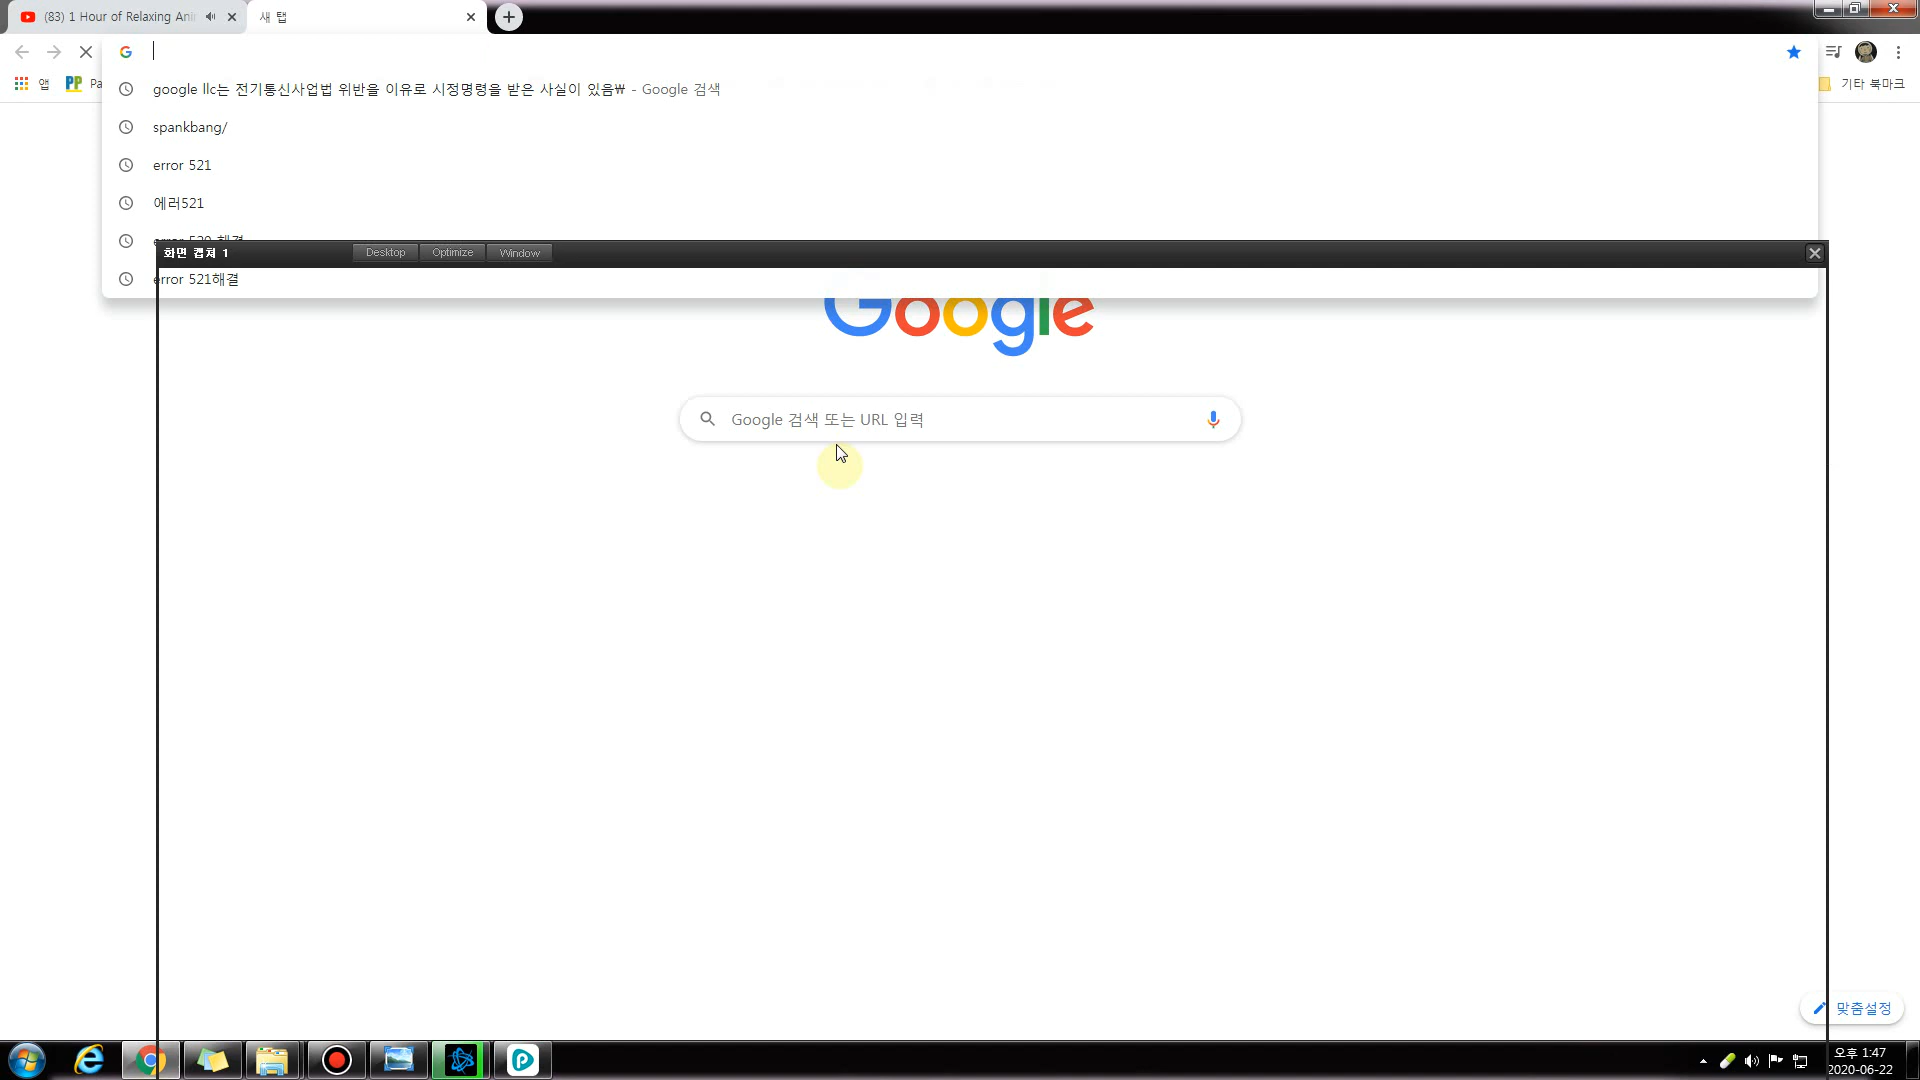 (83) 1 Hour of Relaxing Ani
새 탭
앱
Pa
기타 북마크
google llc는 전기통신사업법 위반을 이유로 시정명령을 받은 사실이 있음₩ - Google 검색
spankbang/
error 521
에러521
화면 캡쳐 1
Desktop
Optimize
Window
error 521해결
Google
Google 검색 또는 URL 입력
맞춤설정
오후 1:47
2020-06-22